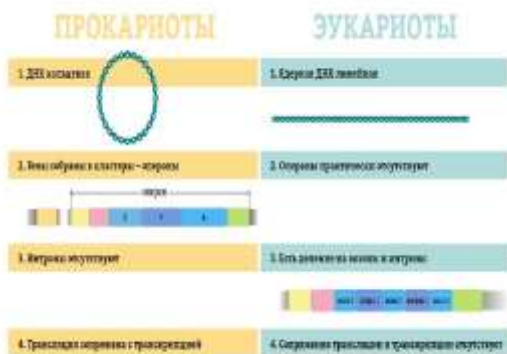 ПРОКАРИОТЫ
ЭУКАРИОТЫ
1. ДНК кольцевая
1. Ядерная ДНК линейная
2. Гены собраны в кластеры – опероны
2. Опероны практически отсутствуют
оперон
3. Интроны отсутствуют
3. Есть деление на экзоны и интроны
4. Трансляция сопряжена с транскрипцией
4. Сопряжение трансляции и транскрипции отсутствует